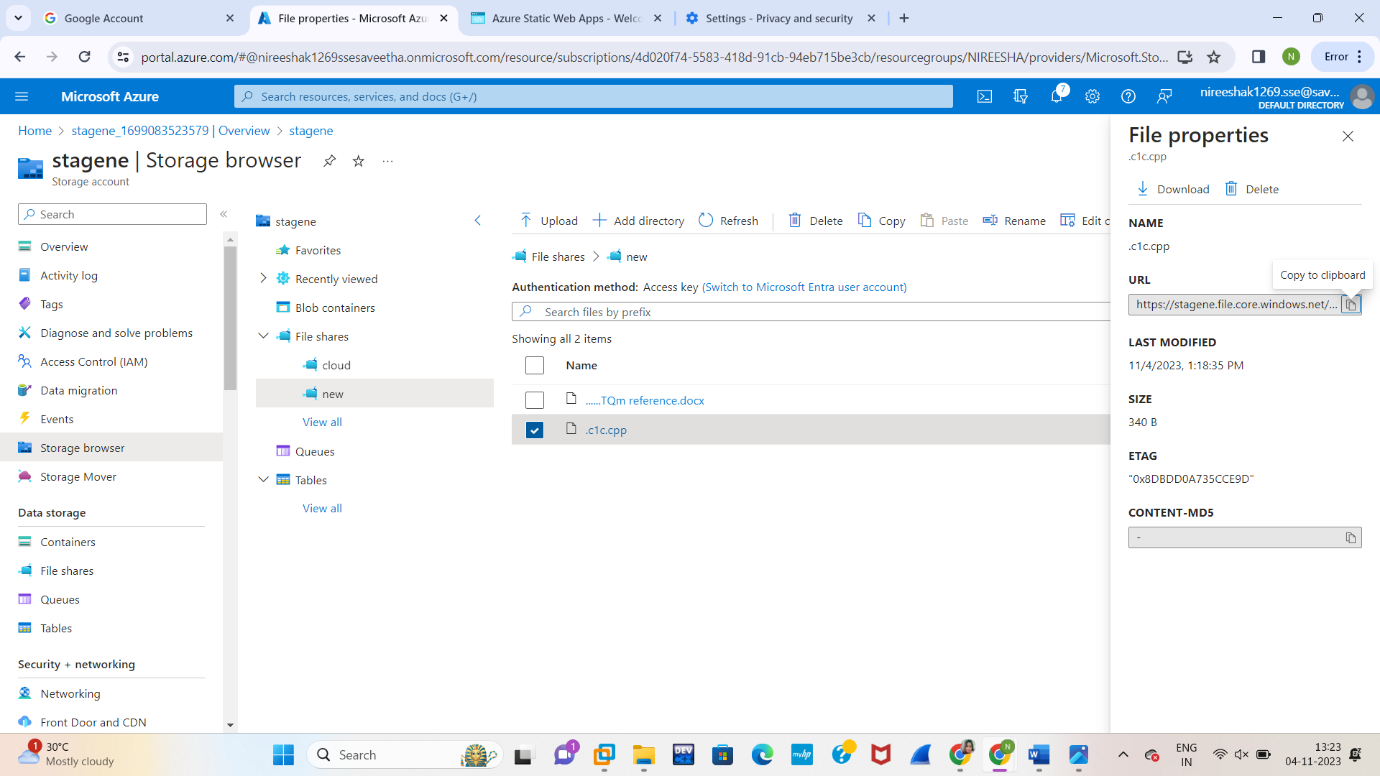 Google Account
File properties - Microsoft Azu
Azure Static Web Apps - Welc
Settings - Privacy and security
portal.azure.com/#@nireeshak1269ssesaveetha.onmicrosoft.com/resource/subscriptions/4d020f74-5583-418d-91cb-94eb715be3cb/resourcegroups/NIREESHA/providers/Microsoft.Sto...
N
Error
Microsoft Azure
Search resources, services, and docs (G+/)
7
nireeshak1269.sse@sav...
DEFAULT DIRECTORY
Home > stagene_1699083523579 | Overview > stagene
stagene | Storage browser
...
Storage account
Search
Overview
Activity log
Tags
Diagnose and solve problems
Access Control (IAM)
Data migration
Events
Storage browser
Storage Mover
Data storage
Containers
File shares
Queues
Tables
Security + networking
Networking
Front Door and CDN
stagene
Favorites
Recently viewed
Blob containers
File shares
cloud
new
View all
Queues
Tables
View all
Upload Add directory Refresh Delete Copy Paste Rename Edit c
File shares > new
Authentication method: Access key (Switch to Microsoft Entra user account)
Search files by prefix
Showing all 2 items
Name
......TQm reference.docx
.c1c.cpp
File properties
.c1c.cpp
Download Delete
NAME
.c1c.cpp
Copy to clipboard
URL
https://stagene.file.core.windows.net/...
LAST MODIFIED
11/4/2023, 1:18:35 PM
SIZE
340 B
ETAG
"0x8DBDD0A735CCE9D"
CONTENT-MD5
-
1
30°C
Mostly cloudy
Search
1
DEV
myhp
N
W
ENG
IN
13:23
04-11-2023